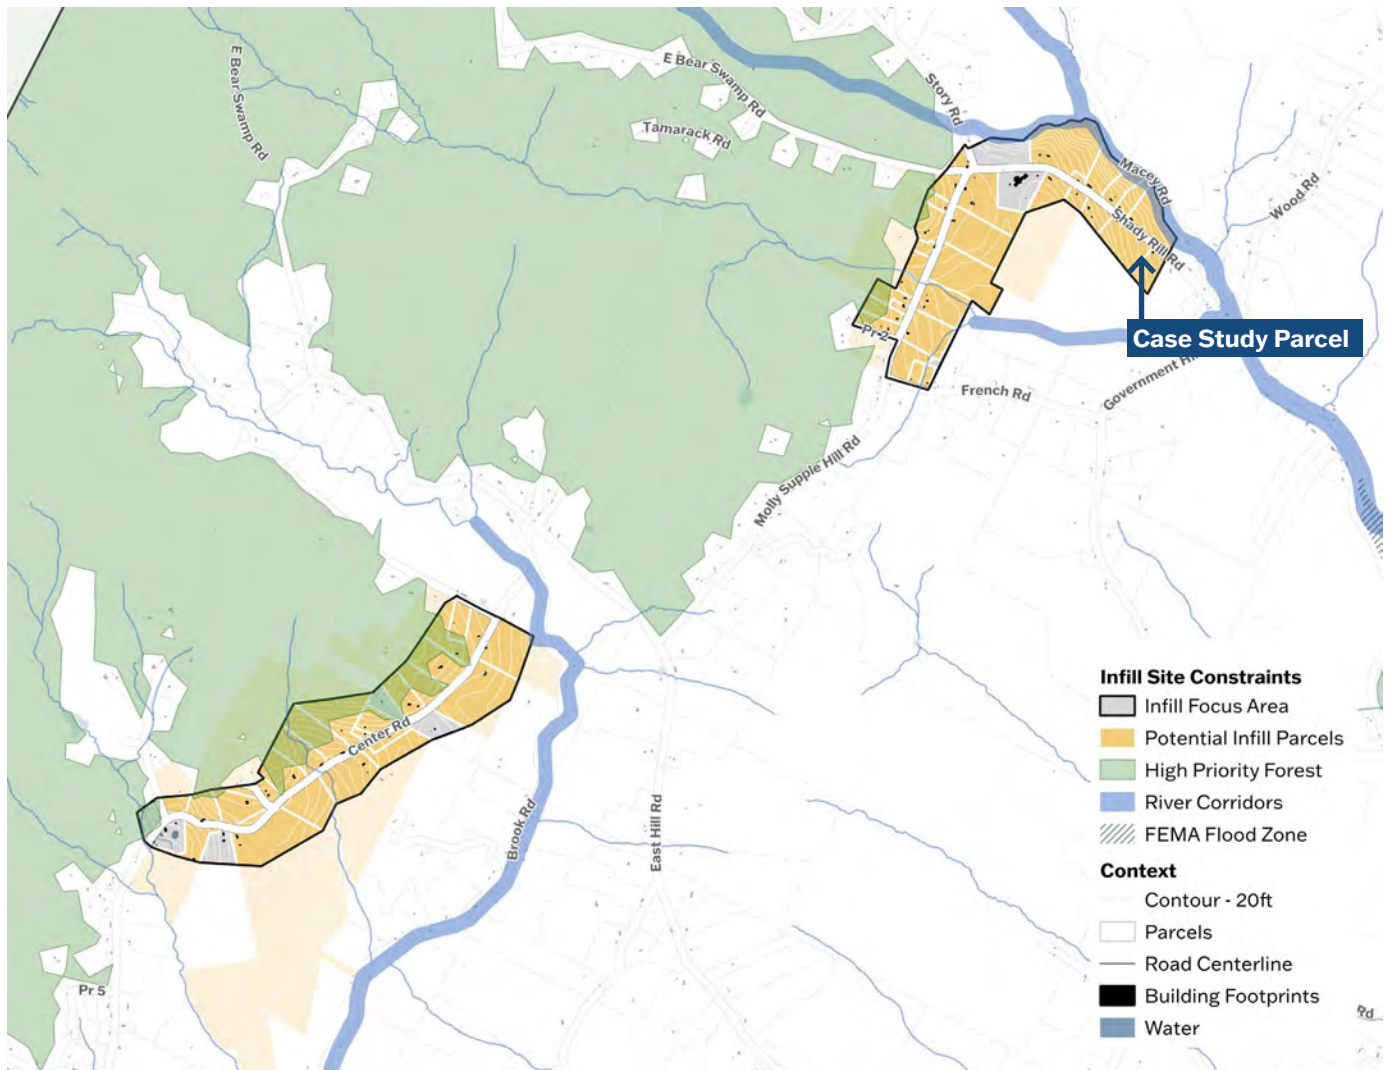 E Bear Swamp Rd
E Bear Swamp Rd
Story Rd
Tamarack Rd
Macey Rd
Wood Rd
Shady Rill Rd
Pr 2
Case Study Parcel
Government
French Rd
Molly Supple Hill Rd
Center Rd
Brook Rd
East Hill Rd
Pr 5
Rd
Infill Site Constraints
Infill Focus Area
Potential Infill Parcels
High Priority Forest
River Corridors
FEMA Flood Zone
Context
Contour - 20ft
Parcels
Road Centerline
Building Footprints
Water